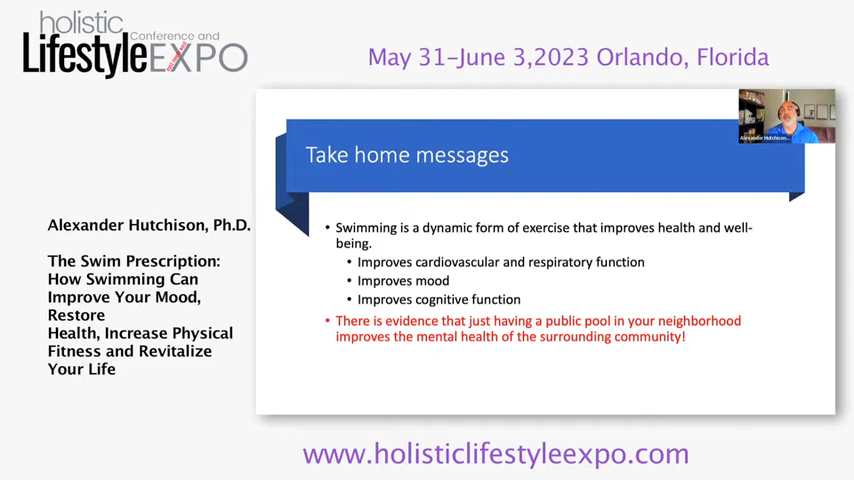 holistic
Conference and
LifestyleEXPO
May 31-June 3,2023 Orlando, Florida
Alexander Hutchison...
Take home messages
Alexander Hutchison, Ph.D.
The Swim Prescription:
How Swimming Can
Improve Your Mood,
Restore
Health, Increase Physical
Fitness and Revitalize
Your Life
• Swimming is a dynamic form of exercise that improves health and well-
being.
• Improves cardiovascular and respiratory function
• Improves mood
• Improves cognitive function
• There is evidence that just having a public pool in your neighborhood
improves the mental health of the surrounding community!
www.holisticlifestyleexpo.com